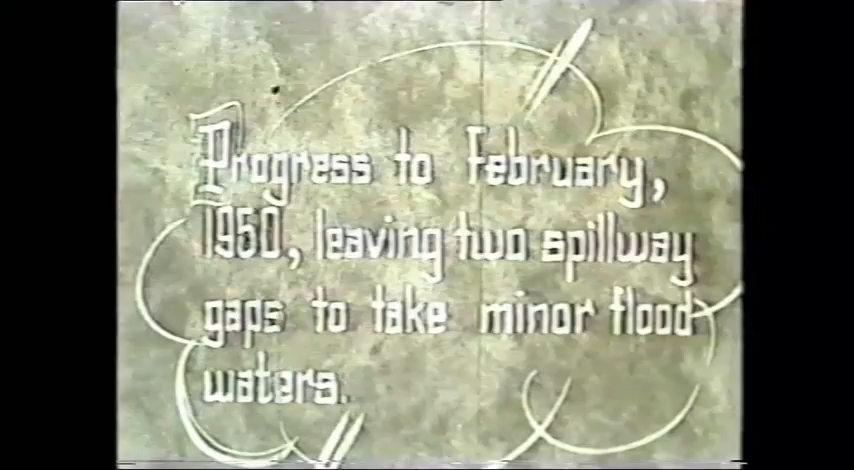 Progress to February,
1950, leaving two spillway
gaps to take minor flood
waters.